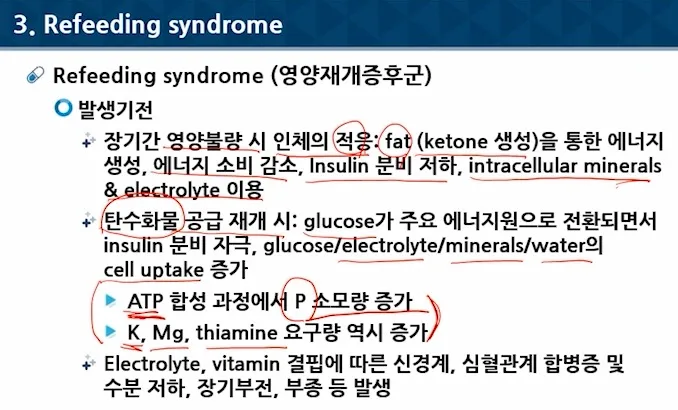 3. Refeeding syndrome
Refeeding syndrome (영양재개증후군)
발생기전
장기간 영양불량 시 인체의 적응: fat (ketone 생성)을 통한 에너지
생성, 에너지 소비 감소, Insulin 분비 저하, intracellular minerals
& electrolyte 이용
탄수화물 공급 재개 시: glucose가 주요 에너지원으로 전환되면서
insulin 분비 자극, glucose/electrolyte/minerals/water의
cell uptake 증가
ATP 합성 과정에서 P 소모량 증가
K, Mg, thiamine 요구량 역시 증가
Electrolyte, vitamin 결핍에 따른 신경계, 심혈관계 합병증 및
수분 저하, 장기부전, 부종 등 발생